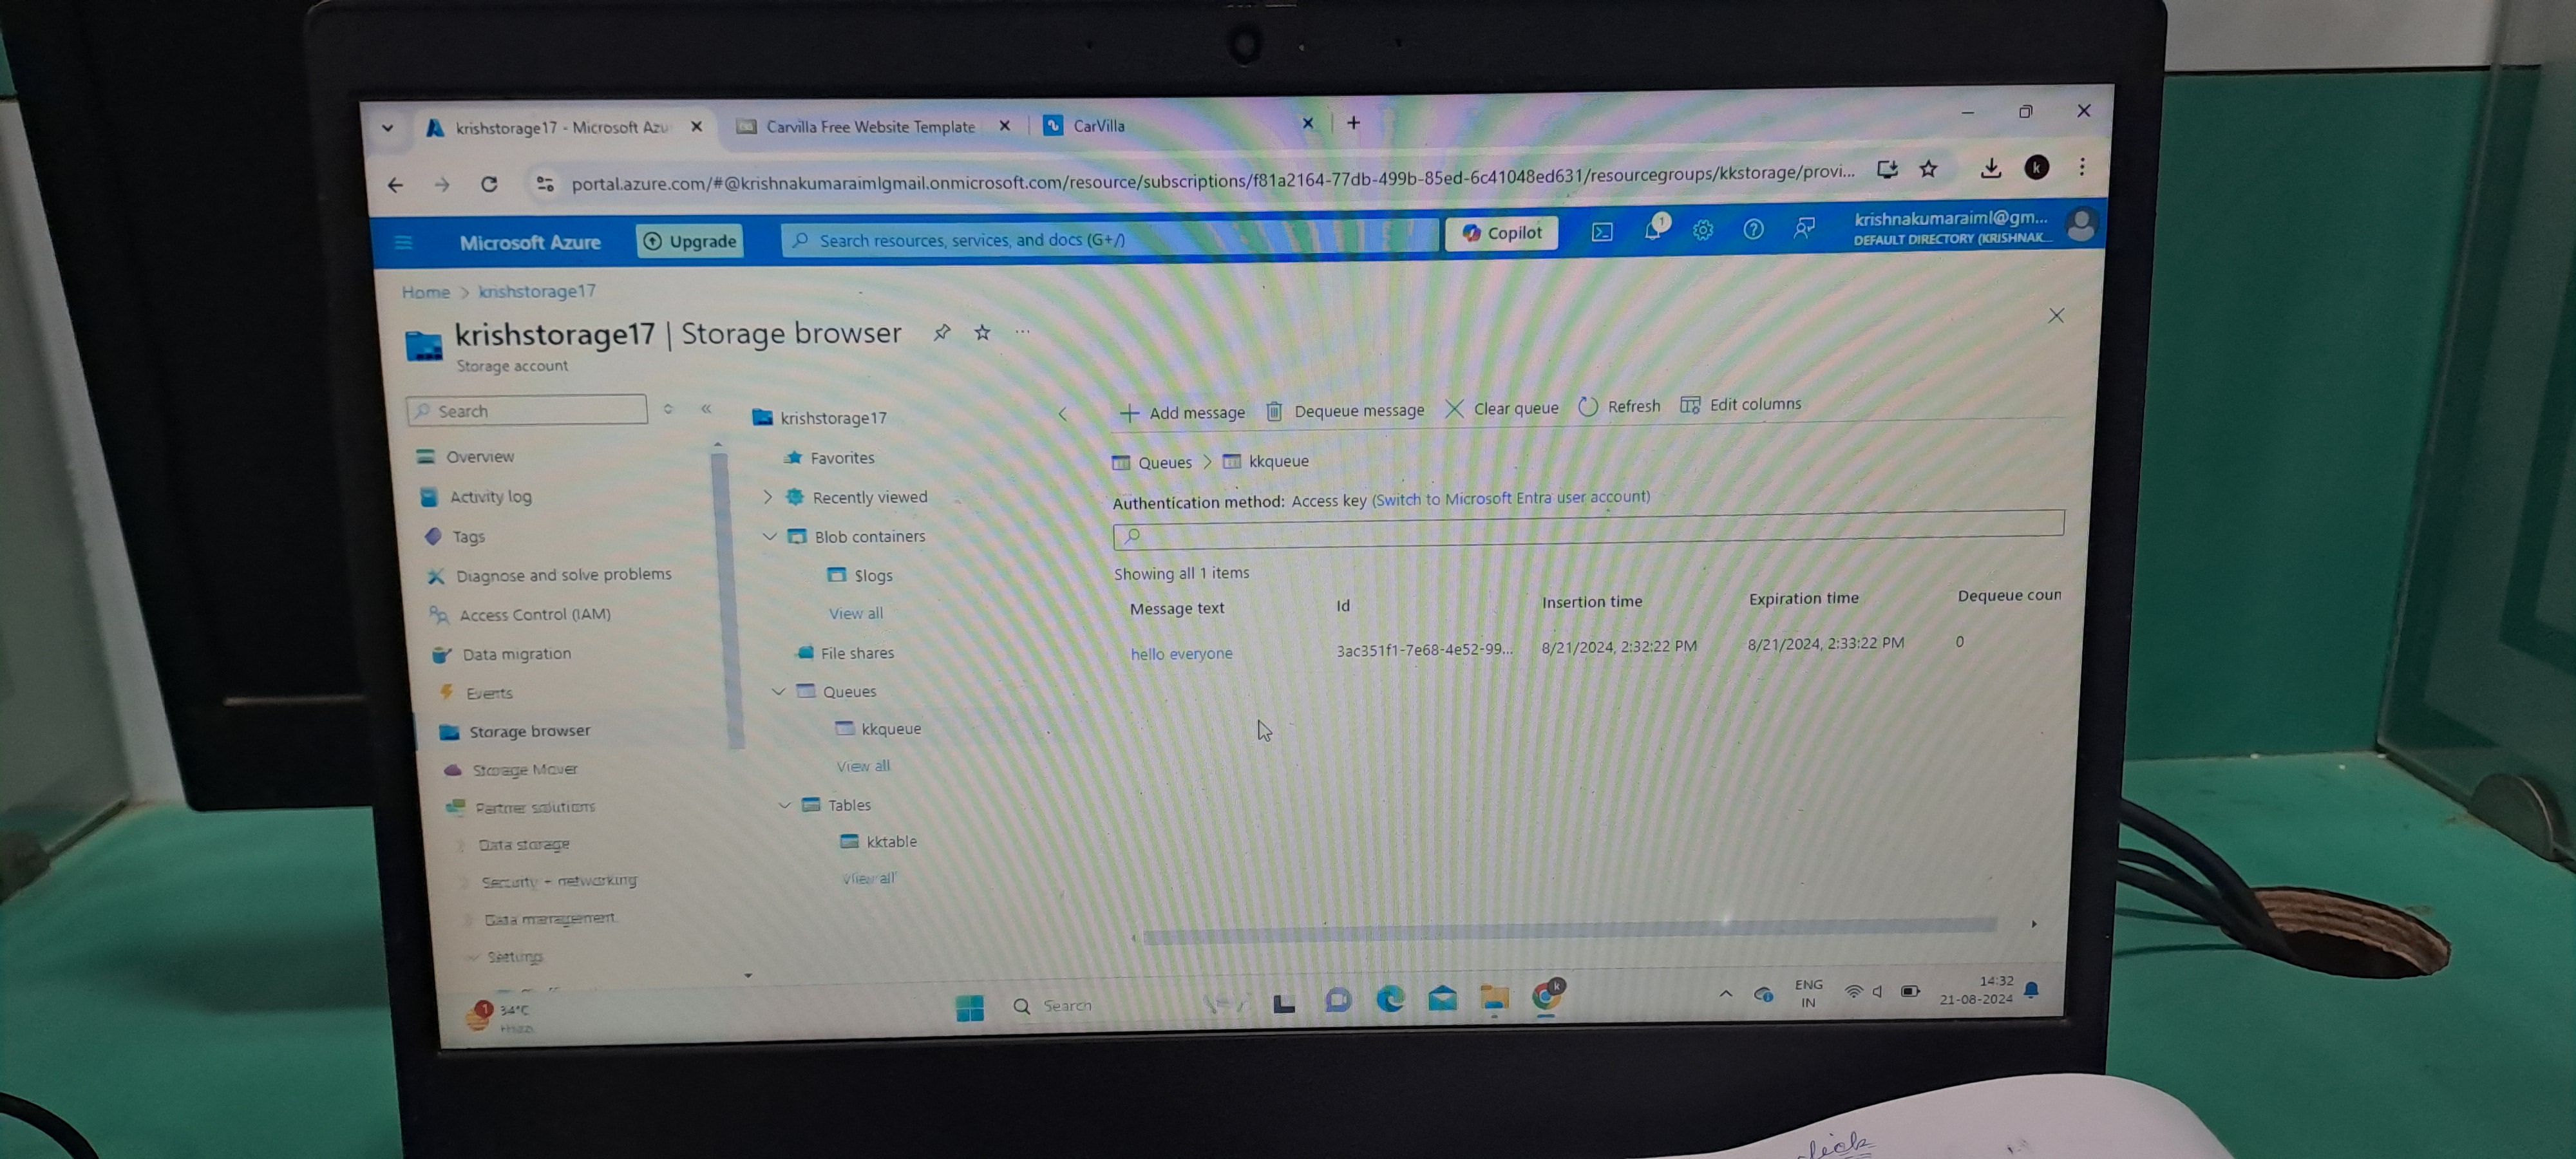 krishstorage17 - Microsoft Azu
Carvilla Free Website Template
CarVilla
portal.azure.com/#@krishnakumaraimlgmail.onmicrosoft.com/resource/subscriptions/f81a2164-77db-499b-85ed-6c41048ed631/resourcegroups/kkstorage/provi...
k
Microsoft Azure
Upgrade
Search resources, services, and docs (G+/)
Copilot
1
krishnakumaraiml@gm...
DEFAULT DIRECTORY (KRISHNAK...
Home > krishstorage17
krishstorage17 | Storage browser
...
Storage account
Search
Overview
Activity log
Tags
Diagnose and solve problems
Access Control (IAM)
Data migration
Events
Storage browser
Storage Mover
Partner solutions
Data storage
Security + networking
Data management
Settings
krishstorage17
Favorites
Recently viewed
Blob containers
$logs
View all
File shares
Queues
kkqueue
View all
Tables
kktable
View all
Add message
Dequeue message
Clear queue
Refresh
Edit columns
Queues > kkqueue
Authentication method: Access key (Switch to Microsoft Entra user account)
Showing all 1 items
Message text Id Insertion time Expiration time Dequeue coun
hello everyone 3ac351f1-7e68-4e52-99... 8/21/2024, 2:32:22 PM 8/21/2024, 2:33:22 PM 0
1
34°C
Search
k
ENG
IN
14:32
21-08-2024